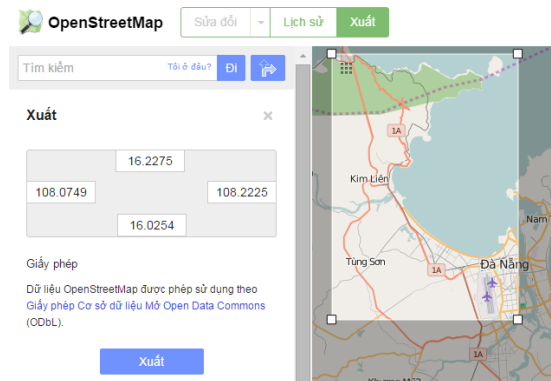 OpenStreetMap
Sửa đổi
Lịch sử
Xuất
Tìm kiếm
Tôi ở đâu?
Đi
Xuất
×
16.2275
108.0749
108.2225
16.0254
Giấy phép
Dữ liệu OpenStreetMap được phép sử dụng theo
Giấy phép Cơ sở dữ liệu Mở Open Data Commons
(ODbL).
Xuất
1A
Kim Liên
Nam
Tùng Sơn
1A
Đà Nẵng
1A